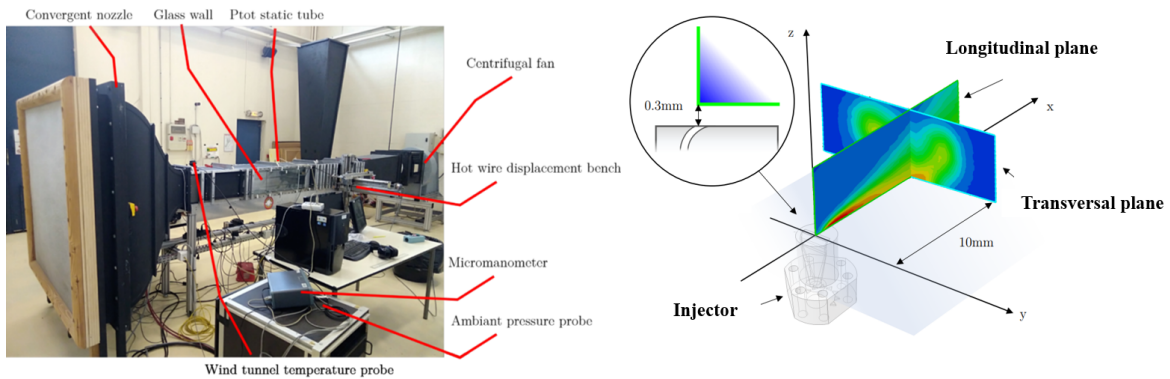 Convergent nozzle
Glass wall
Ptot static tube
Centrifugal fan
Hot wire displacement bench
Micromanometer
Ambiant pressure probe
Wind tunnel temperature probe
z
Longitudinal plane
0.3mm
x
Transversal plane
10mm
Injector
y